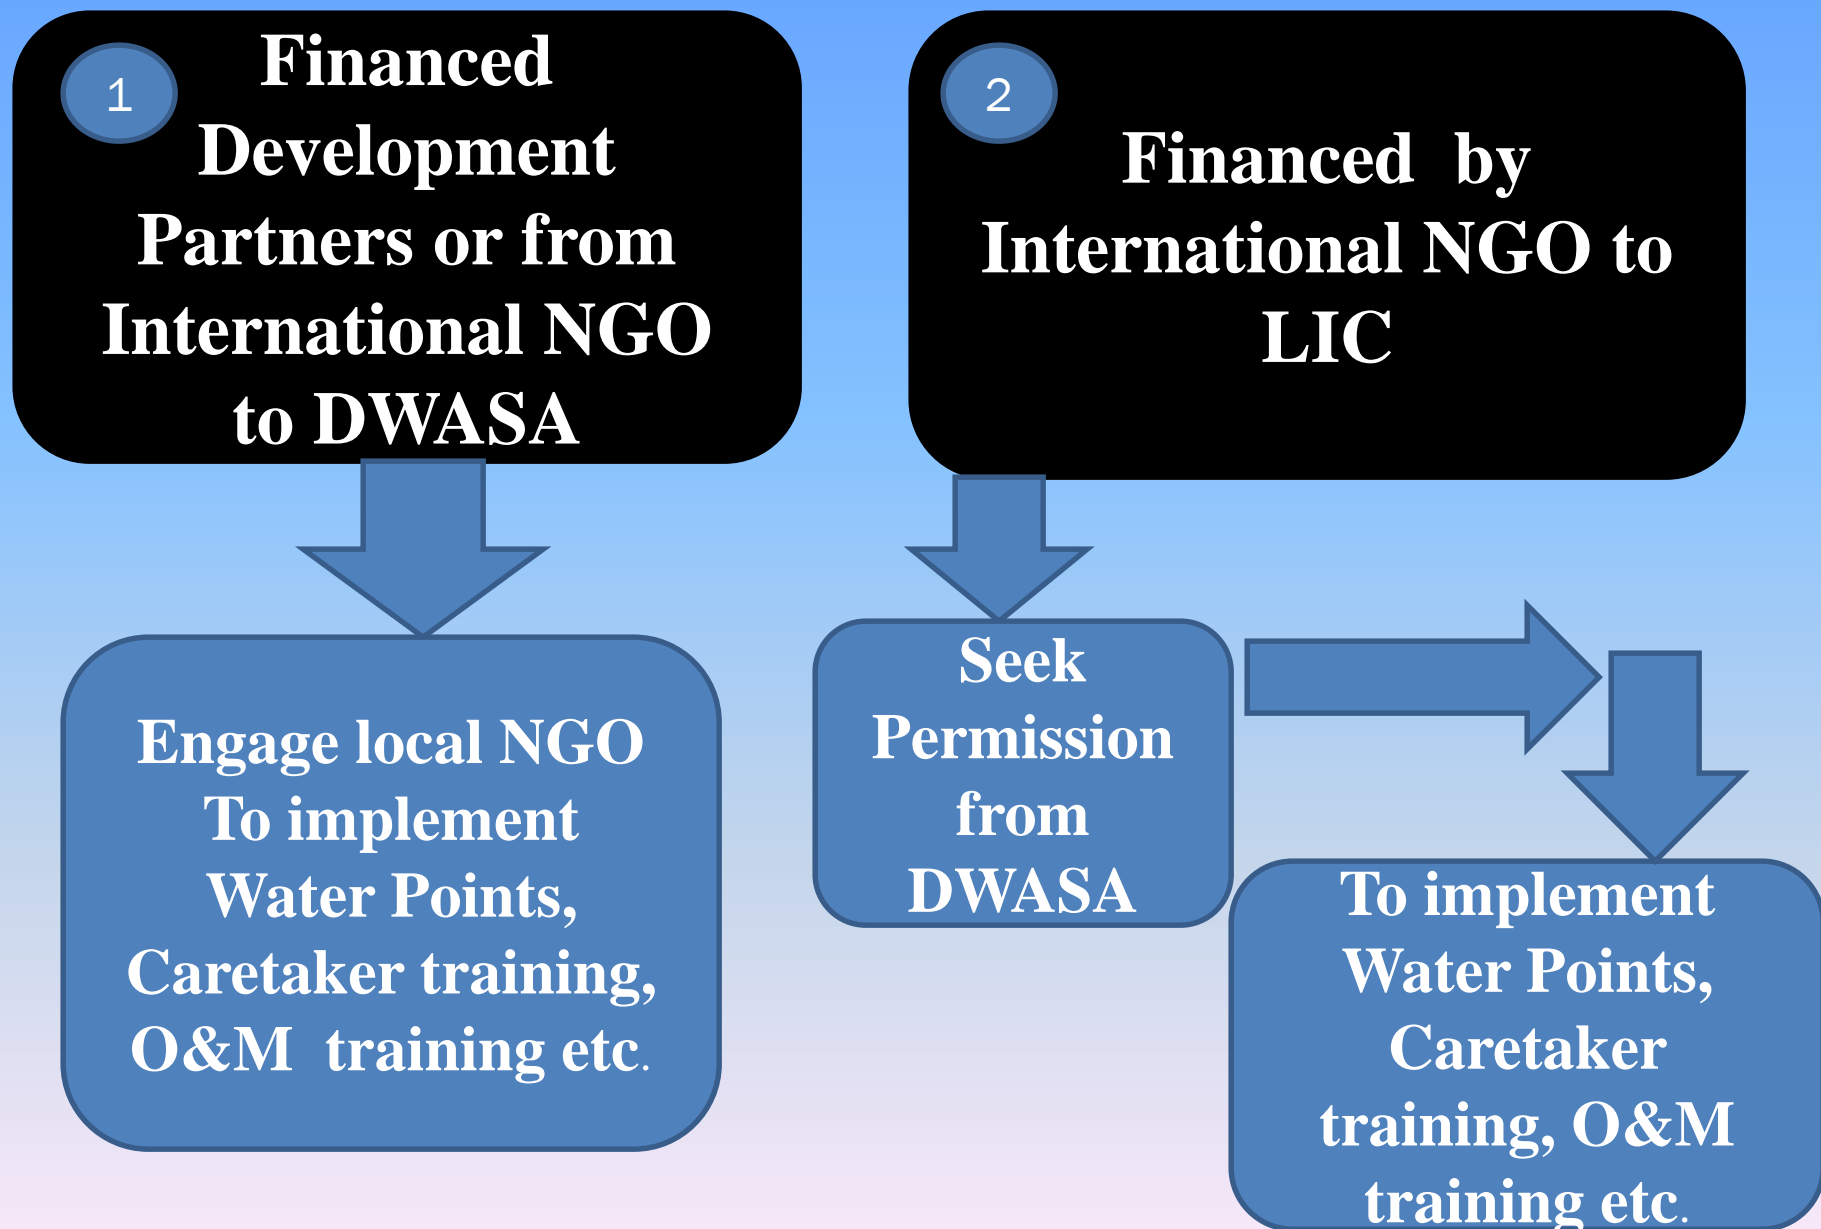 1
Financed
Development
Partners or from
International NGO
to DWASA
2
Financed by
International NGO to
LIC
Engage local NGO
To implement
Water Points,
Caretaker training,
O&M training etc.
Seek
Permission
from
DWASA
To implement
Water Points,
Caretaker
training, O&M
training etc.